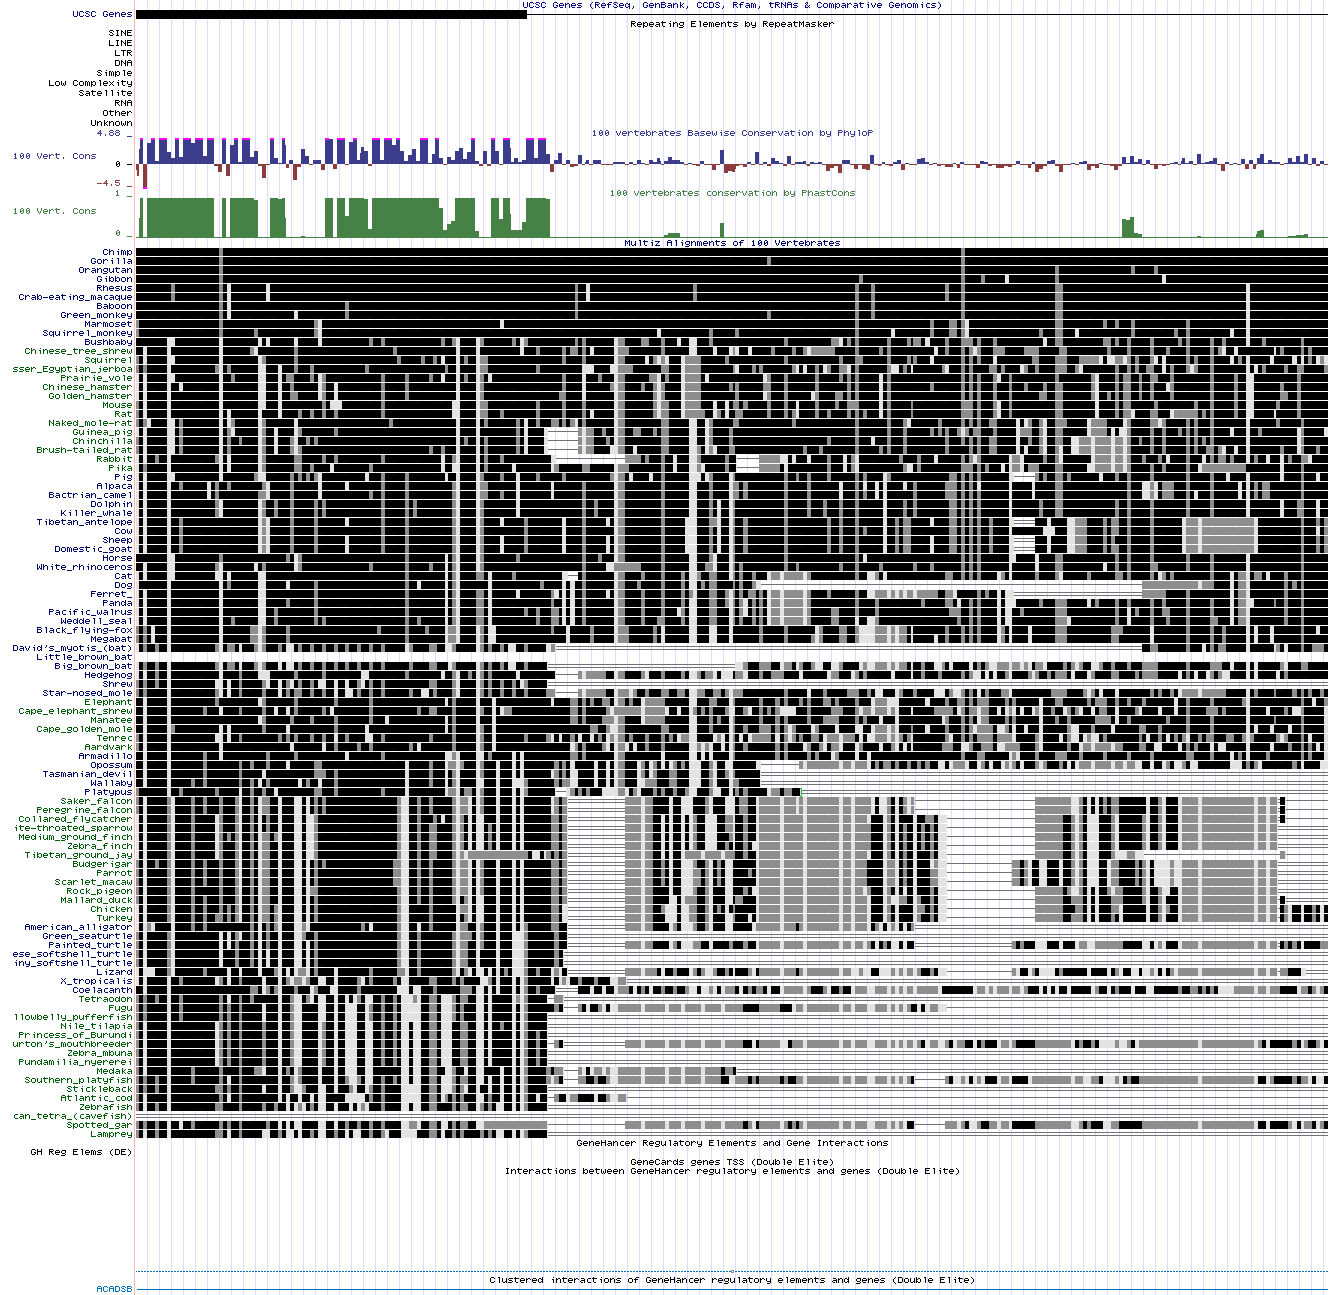 UCSC Genes (RefSeq, GenBank, CCDS, Rfam, tRNAs & Comparative Genomics)
UCSC Genes
Repeating Elements by RepeatMasker
SINE
LINE
LTR
DNA
Simple
Low Complexity
Satellite
RNA
Other
Unknown
100 vertebrates Basewise Conservation by PhyloP
4.88 _
100 Vert. Cons
0 _
-4.5 _
100 vertebrates conservation by PhastCons
1 _
100 Vert. Cons
0 _
Multiz Alignments of 100 Vertebrates
Chimp
Gorilla
Orangutan
Gibbon
Rhesus
Crab-eating_macaque
Baboon
Green_monkey
Marmoset
Squirrel_monkey
Bushbaby
Chinese_tree_shrew
Squirrel
sser_Egyptian_jerboa
Prairie_vole
Chinese_hamster
Golden_hamster
Mouse
Rat
Naked_mole-rat
Guinea_pig
Chinchilla
Brush-tailed_rat
Rabbit
Pika
Pig
Alpaca
Bactrian_camel
Dolphin
Killer_whale
Tibetan_antelope
Cow
Sheep
Domestic_goat
Horse
White_rhinoceros
Cat
Dog
Ferret_
Panda
Pacific_walrus
Weddell_seal
Black_flying-fox
Megabat
David's_myotis_(bat)
Little_brown_bat
Big_brown_bat
Hedgehog
Shrew
Star-nosed_mole
Elephant
Cape_elephant_shrew
Manatee
Cape_golden_mole
Tenrec
Aardvark
Armadillo
Opossum
Tasmanian_devil
Wallaby
Platypus
Saker_falcon
Peregrine_falcon
Collared_flycatcher
ite-throated_sparrow
Medium_ground_finch
Zebra_finch
Tibetan_ground_jay
Budgerigar
Parrot
Scarlet_macaw
Rock_pigeon
Mallard_duck
Chicken
Turkey
American_alligator
Green_seaturtle
Painted_turtle
ese_softshell_turtle
iny_softshell_turtle
Lizard
X_tropicalis
Coelacanth
Tetraodon
Fugu
llowbelly_pufferfish
Nile_tilapia
Princess_of_Burundi
urton's_mouthbreeder
Zebra_mbuna
Pundamilia_nyererei
Medaka
Southern_platyfish
Stickleback
Atlantic_cod
Zebrafish
can_tetra_(cavefish)
Spotted_gar
Lamprey
GeneHancer Regulatory Elements and Gene Interactions
GH Reg Elems (DE)
GeneCards genes TSS (Double Elite)
Interactions between GeneHancer regulatory elements and genes (Double Elite)
Clustered interactions of GeneHancer regulatory elements and genes (Double Elite)
ACADSB